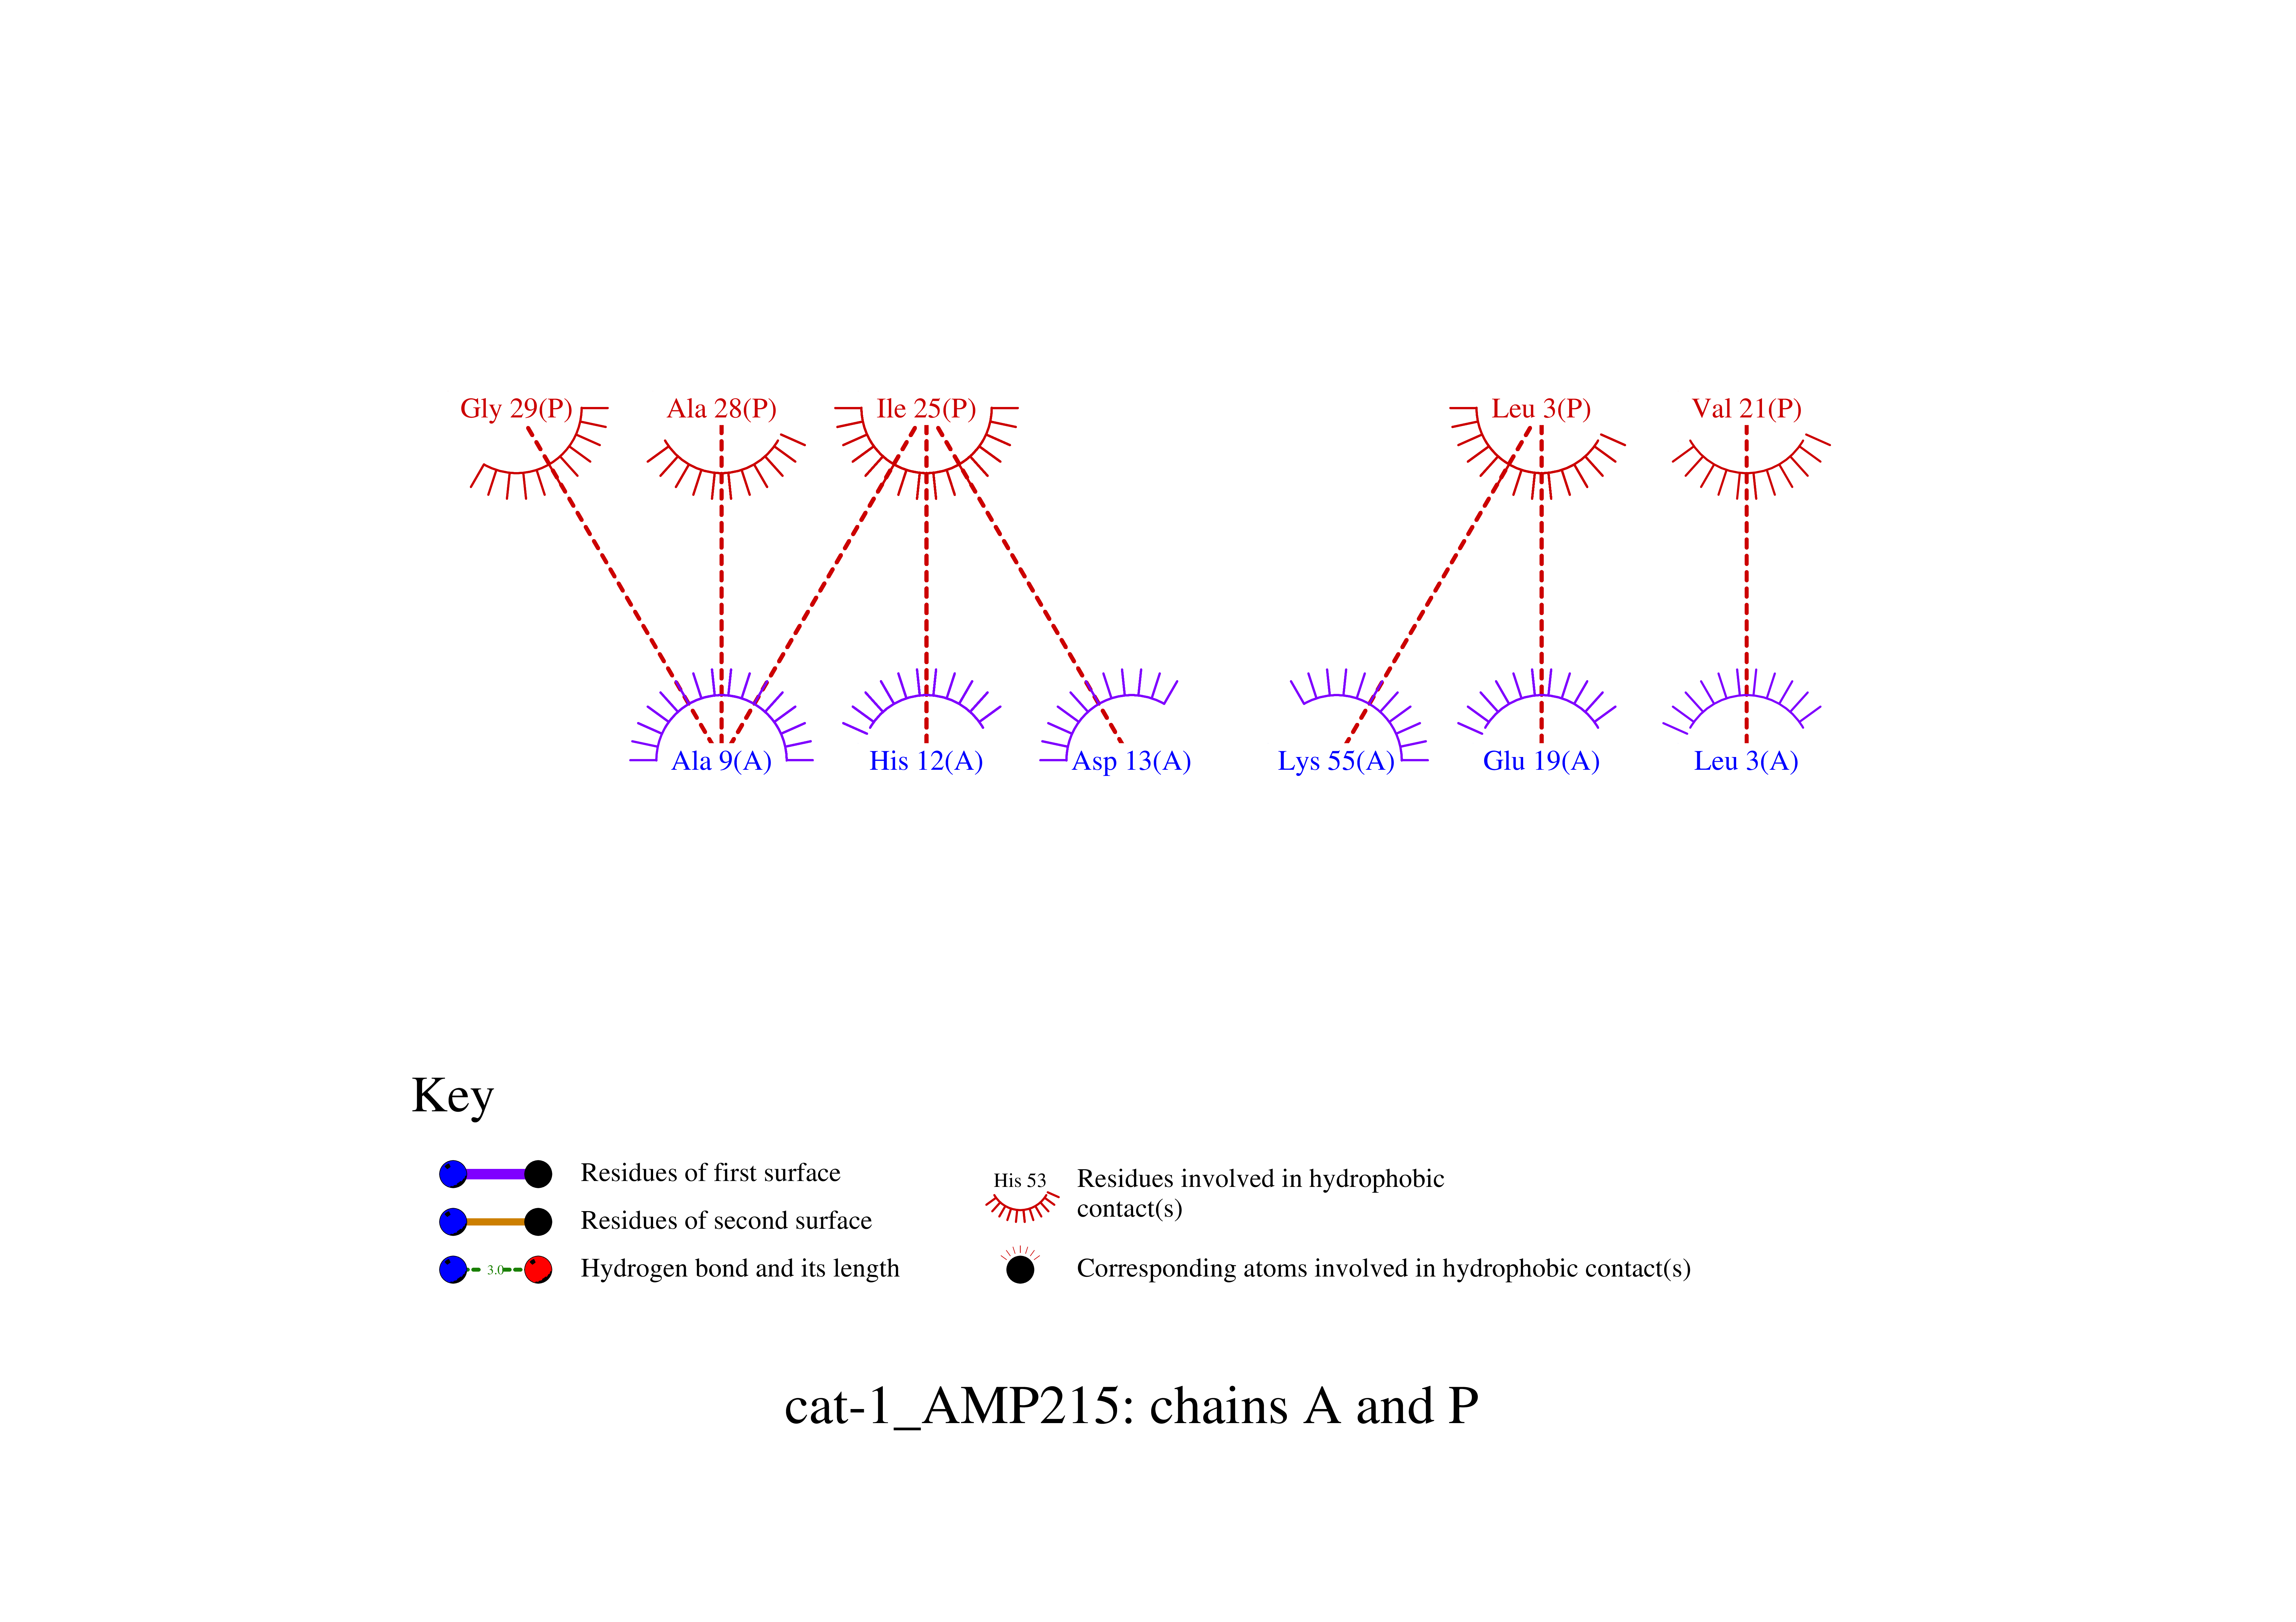 Gly 29(P) Ala 28(P) Ile 25(P) Leu 3(P) Val 21(P)
Ala 9(A) His 12(A) Asp 13(A) Lys 55(A) Glu 19(A) Leu 3(A)
Key
Residues of first surface
Residues of second surface
3.0 Hydrogen bond and its length
His 53 Residues involved in hydrophobic
contact(s)
Corresponding atoms involved in hydrophobic contact(s)
cat-1_AMP215: chains A and P